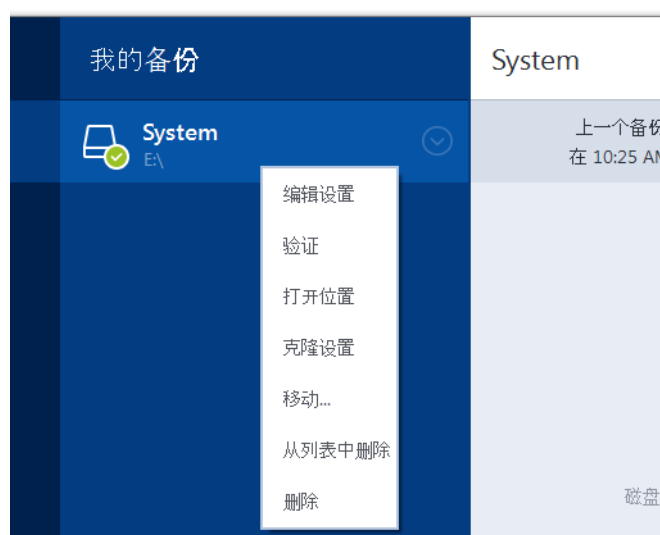 我的备份
System
System
E:\
上一个备份
在 10:25 AM
编辑设置
验证
打开位置
克隆设置
移动...
从列表中删除
删除
磁盘